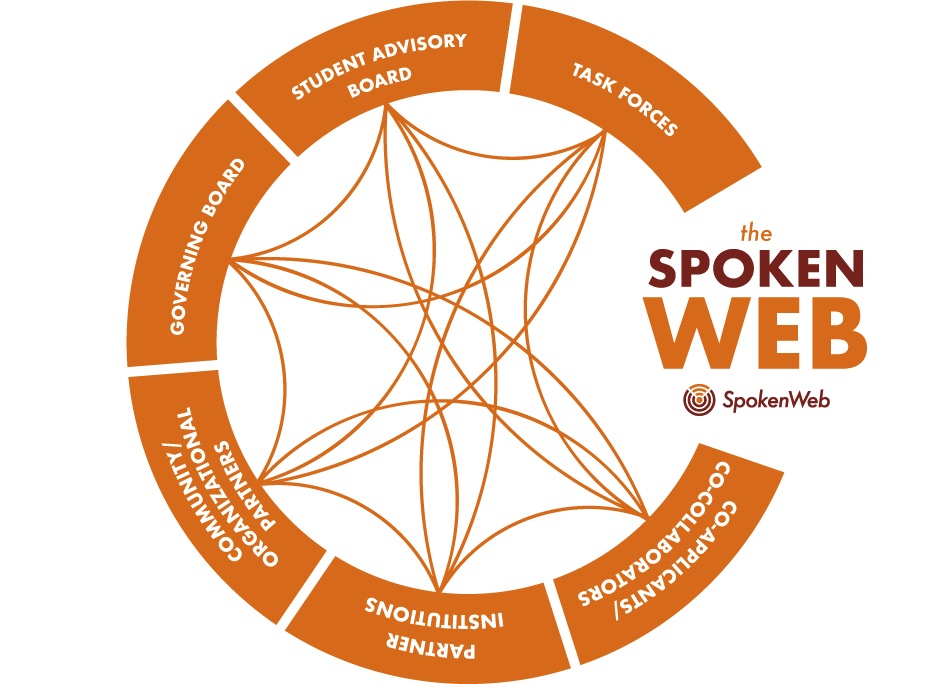 STUDENT ADVISORY
BOARD
TASK FORCES
GOVERNING BOARD
the
SPOKEN
WEB
SpokenWeb
COMMUNITY/
ORGANIZATIONAL
PARTNERS
PARTNER
INSTITUTIONS
CO-APPLICANTS/
CO-COLLABORATORS